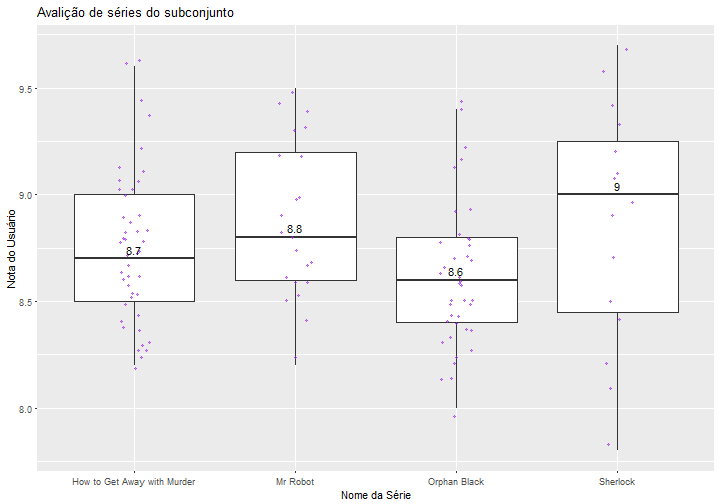 Avalição de séries do subconjunto
Nota do Usuário
9.5
9.0
8.5
8.0
8.7
8.8
8.6
9
How to Get Away with Murder
Mr Robot
Orphan Black
Sherlock
Nome da Série